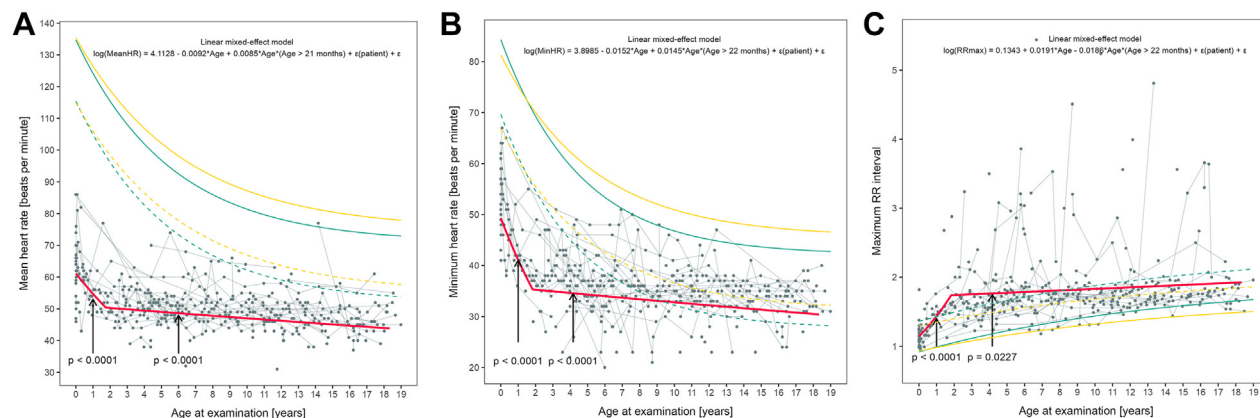 A
Linear mixed-effect model
log(MeanHR) = 4.1128 - 0.0092*Age + 0.0085*Age*(Age > 21 months) + ε(patient) + ε
Mean heart rate [beats per minute]
140
130
120
110
100
90
80
70
60
50
40
30
p < 0.0001
p < 0.0001
0 1 2 3 4 5 6 7 8 9 10 11 12 13 14 15 16 17 18 19
Age at examination [years]
B
Linear mixed-effect model
log(MinHR) = 3.8985 - 0.0152*Age + 0.0145*Age*(Age > 22 months) + ε(patient) + ε
Minimum heart rate [beats per minute]
80
70
60
50
40
30
20
p < 0.0001
p < 0.0001
0 1 2 3 4 5 6 7 8 9 10 11 12 13 14 15 16 17 18 19
Age at examination [years]
C
Linear mixed-effect model
log(RRmax) = 0.1343 + 0.0191*Age - 0.0186*Age*(Age > 22 months) + ε(patient) + ε
Maximum RR interval
5
4
3
2
1
p < 0.0001
p = 0.0227
0 1 2 3 4 5 6 7 8 9 10 11 12 13 14 15 16 17 18 19
Age at examination [years]